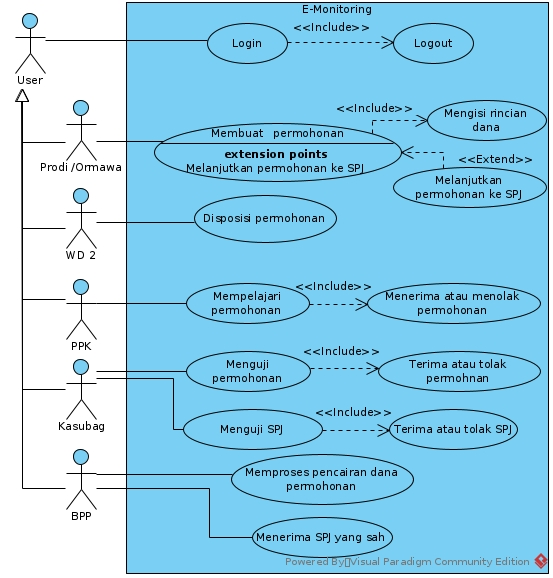 E-Monitoring
User
Login
<<Include>>
Logout
Prodi /Ormawa
Membuat permohonan
extension points
Melanjutkan permohonan ke SPJ
<<Include>>
Mengisi rincian
dana
<<Extend>>
Melanjutkan
permohonan ke SPJ
WD 2
Disposisi permohonan
PPK
Mempelajari
permohonan
<<Include>>
Menerima atau menolak
permohonan
Kasubag
Menguji
permohonan
<<Include>>
Terima atau tolak
permohnan
Menguji SPJ
<<Include>>
Terima atau tolak SPJ
BPP
Memproses pencairan dana
permohonan
Menerima SPJ yang sah
Powered By Visual Paradigm Community Edition